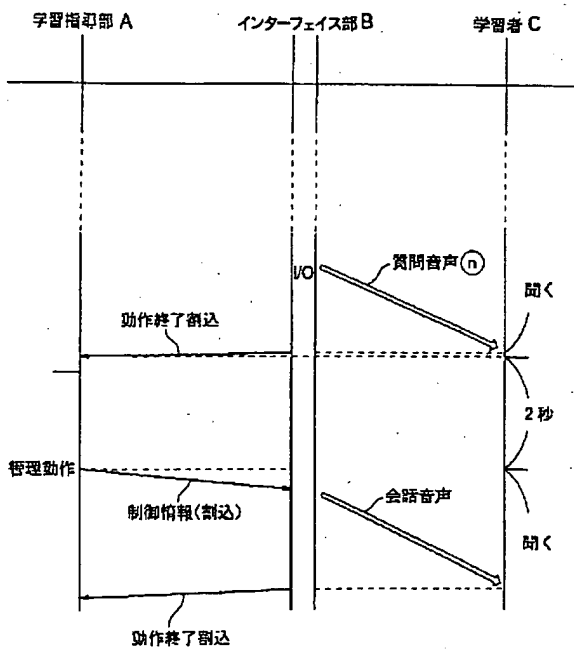 学習指導部 A
インターフェイス部 B
学習者 C
I/O
質問音声 ⓝ
聞く
動作終了割込
2秒
管理動作
制御情報(割込)
会話音声
聞く
動作終了割込